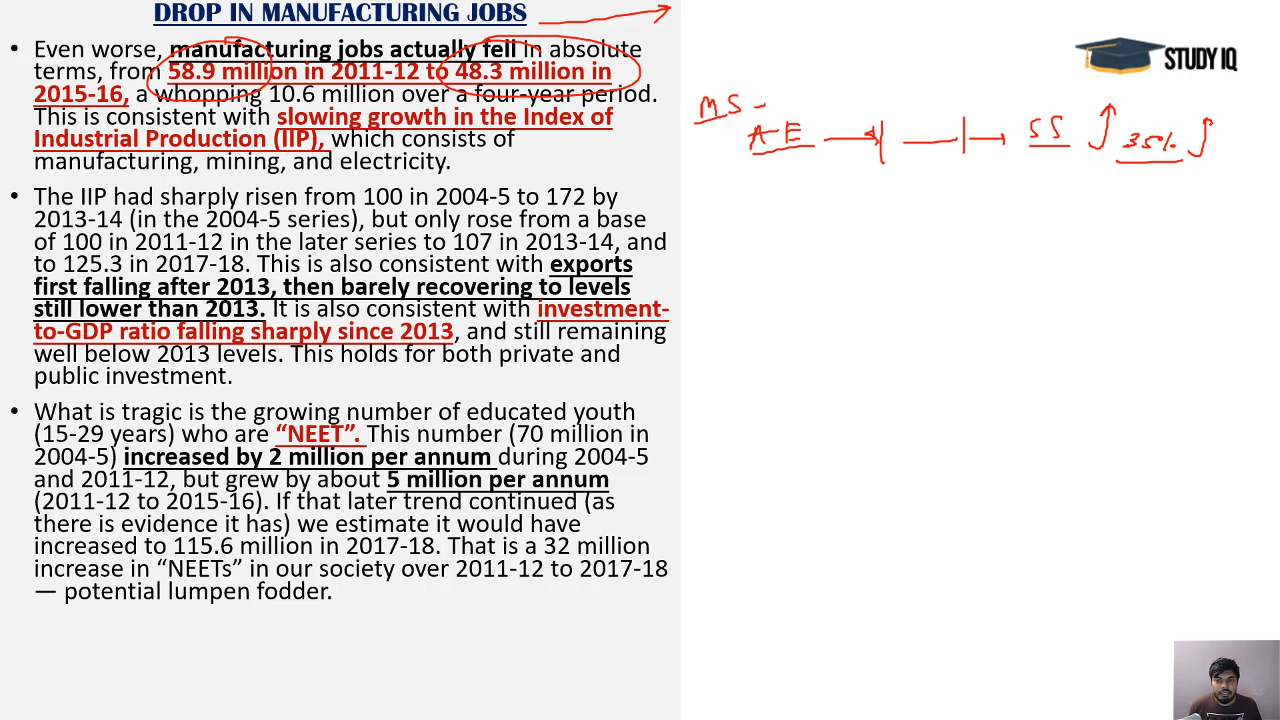 DROP IN MANUFACTURING JOBS
• Even worse, manufacturing jobs actually fell in absolute
terms, from 58.9 million in 2011-12 to 48.3 million in
2015-16, a whopping 10.6 million over a four-year period.
This is consistent with slowing growth in the Index of
Industrial Production (IIP), which consists of
manufacturing, mining, and electricity.
• The IIP had sharply risen from 100 in 2004-5 to 172 by
2013-14 (in the 2004-5 series), but only rose from a base
of 100 in 2011-12 in the later series to 107 in 2013-14, and
to 125.3 in 2017-18. This is also consistent with exports
first falling after 2013, then barely recovering to levels
still lower than 2013. It is also consistent with investment-
to-GDP ratio falling sharply since 2013, and still remaining
well below 2013 levels. This holds for both private and
public investment.
• What is tragic is the growing number of educated youth
(15-29 years) who are “NEET”. This number (70 million in
2004-5) increased by 2 million per annum during 2004-5
and 2011-12, but grew by about 5 million per annum
(2011-12 to 2015-16). If that later trend continued (as
there is evidence it has) we estimate it would have
increased to 115.6 million in 2017-18. That is a 32 million
increase in “NEETs” in our society over 2011-12 to 2017-18
— potential lumpen fodder.
STUDY IQ
MS -
AE SS 35%